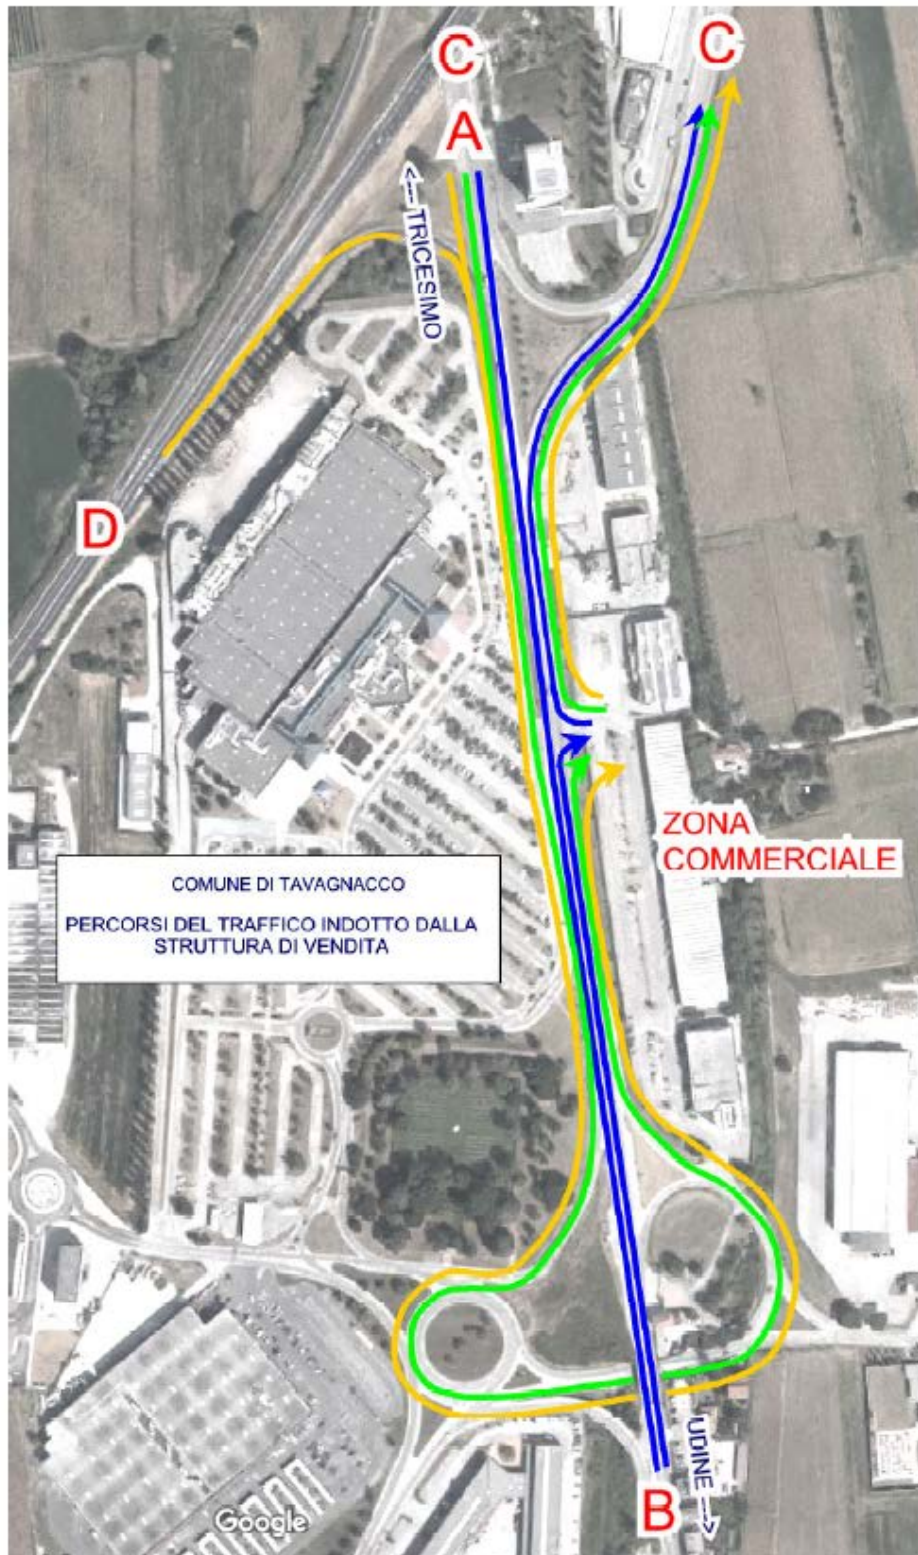 C
C
A
<--- TRICESIMO
D
ZONA
COMMERCIALE
COMUNE DI TAVAGNACCO
PERCORSI DEL TRAFFICO INDOTTO DALLA
STRUTTURA DI VENDITA
UDINE --->
B
Google